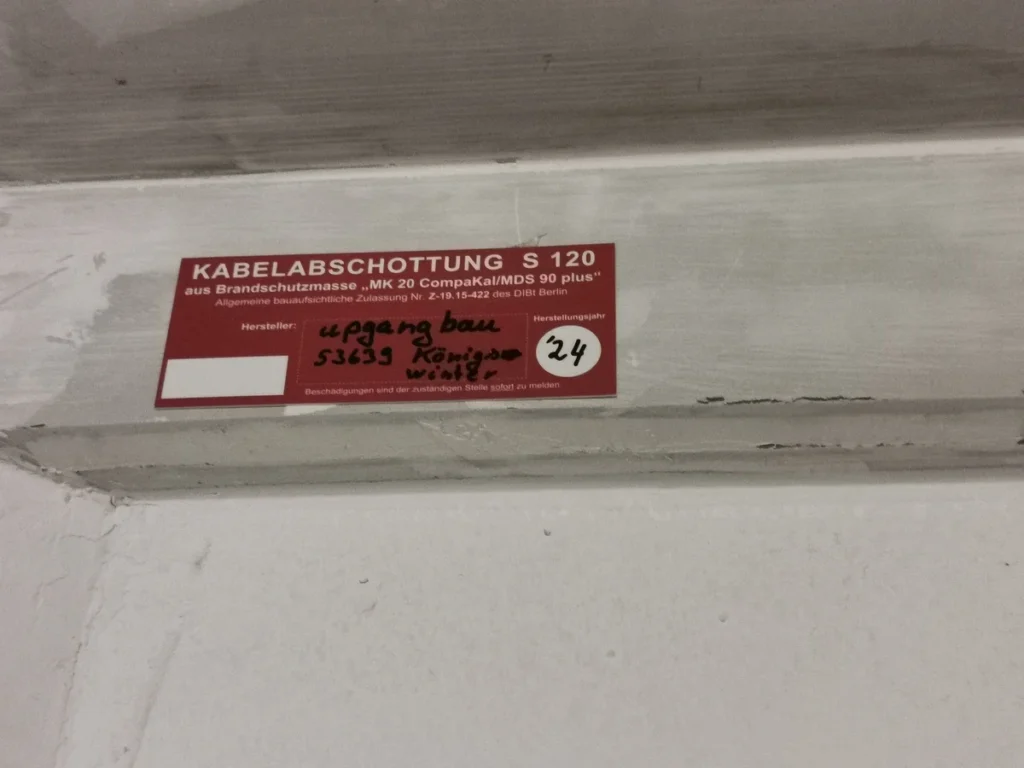 KABELABSCHOTTUNG S 120
aus Brandschutzmasse „MK 20 CompaKal/MDS 90 plus“
Allgemeine bauaufsichtliche Zulassung Nr. Z-19.15-422 des DIBt Berlin
Herstellungsjahr
Hersteller: upgang bau
53639 Königs
winter
'24
Beschädigungen sind der zuständigen Stelle sofort zu melden